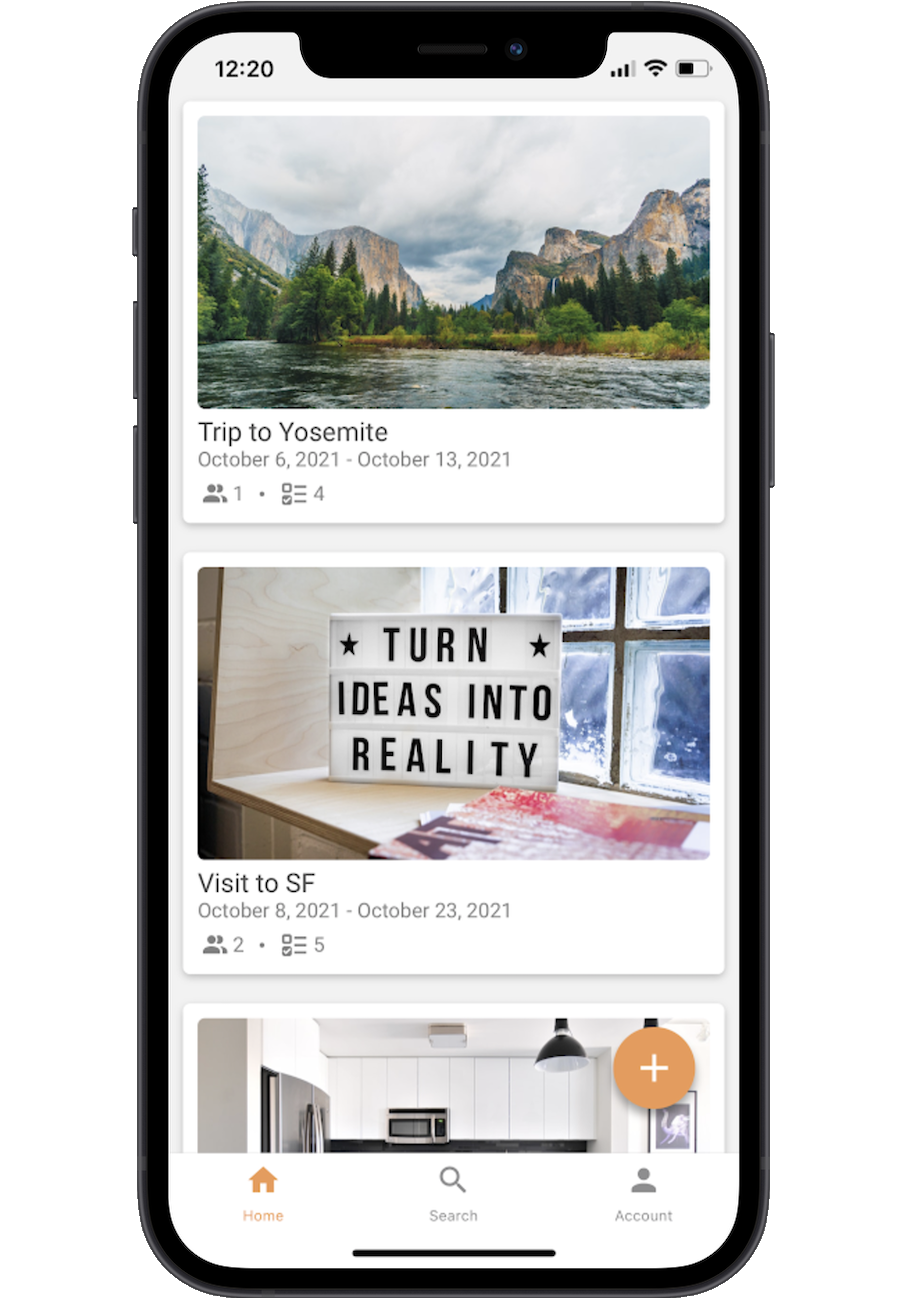 12:20
Trip to Yosemite
October 6, 2021 - October 13, 2021
1 • 4
★ TURN ★
IDEAS INTO
REALITY
Visit to SF
October 8, 2021 - October 23, 2021
2 • 5
Home
Search
Account